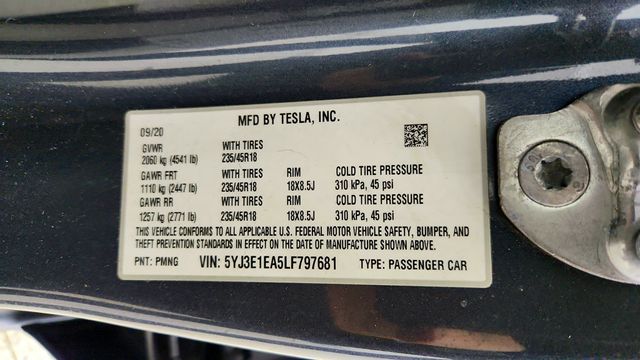 MFD BY TESLA, INC.
09/20
GVWR WITH TIRES
2060 kg (4541 lb) 235/45R18
GAWR FRT WITH TIRES RIM COLD TIRE PRESSURE
1110 kg (2447 lb) 235/45R18 18X8.5J 310 kPa, 45 psi
GAWR RR WITH TIRES RIM COLD TIRE PRESSURE
1257 kg (2771 lb) 235/45R18 18X8.5J 310 kPa, 45 psi
THIS VEHICLE CONFORMS TO ALL APPLICABLE U.S. FEDERAL MOTOR VEHICLE SAFETY, BUMPER, AND
THEFT PREVENTION STANDARDS IN EFFECT ON THE DATE OF MANUFACTURE SHOWN ABOVE.
PNT: PMNG VIN: 5YJ3E1EA5LF797681 TYPE: PASSENGER CAR